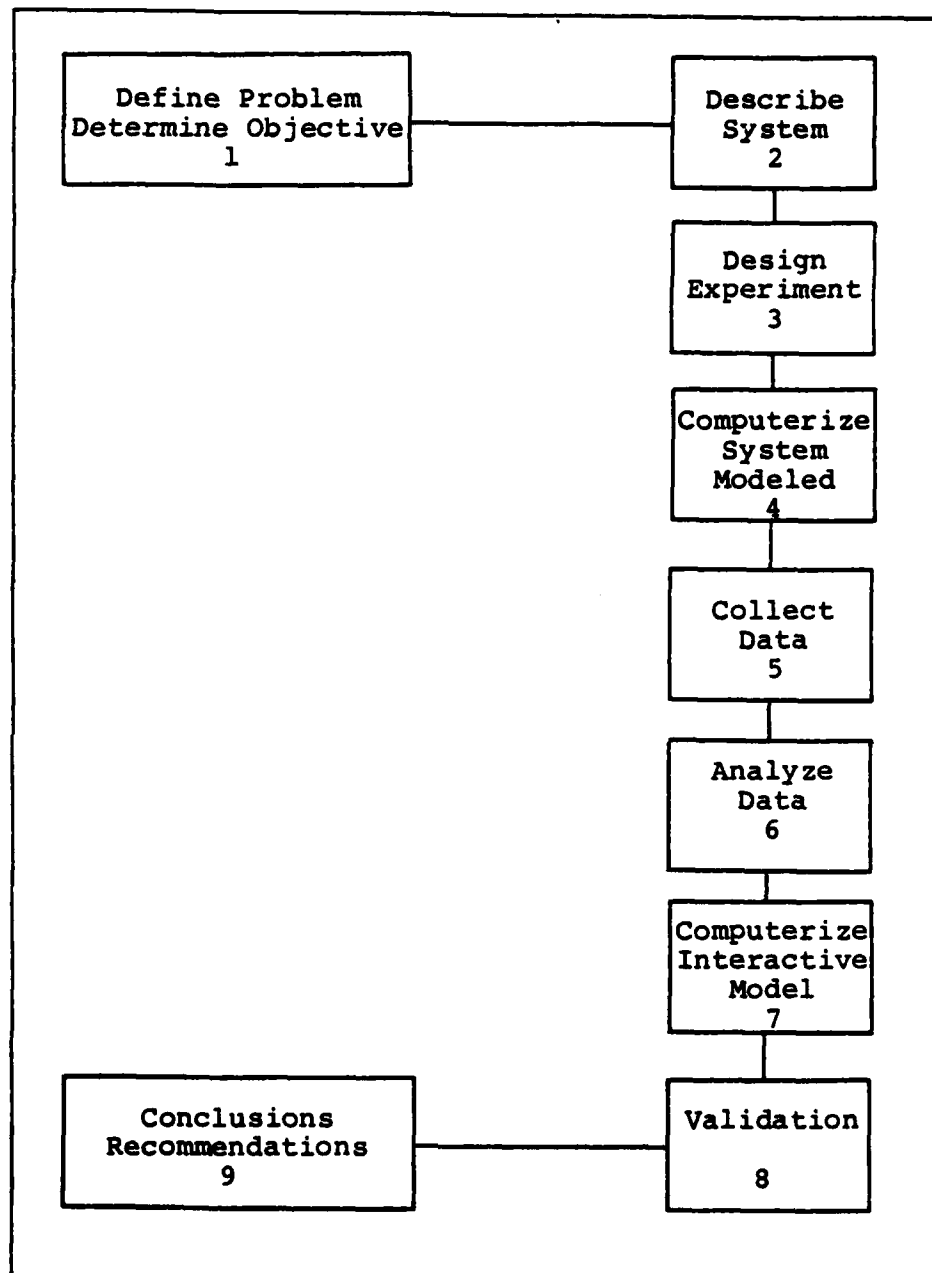 Define Problem
Determine Objective
1
Describe
System
2
Design
Experiment
3
Computerize
System
Modeled
4
Collect
Data
5
Analyze
Data
6
Computerize
Interactive
Model
7
Validation
8
Conclusions
Recommendations
9